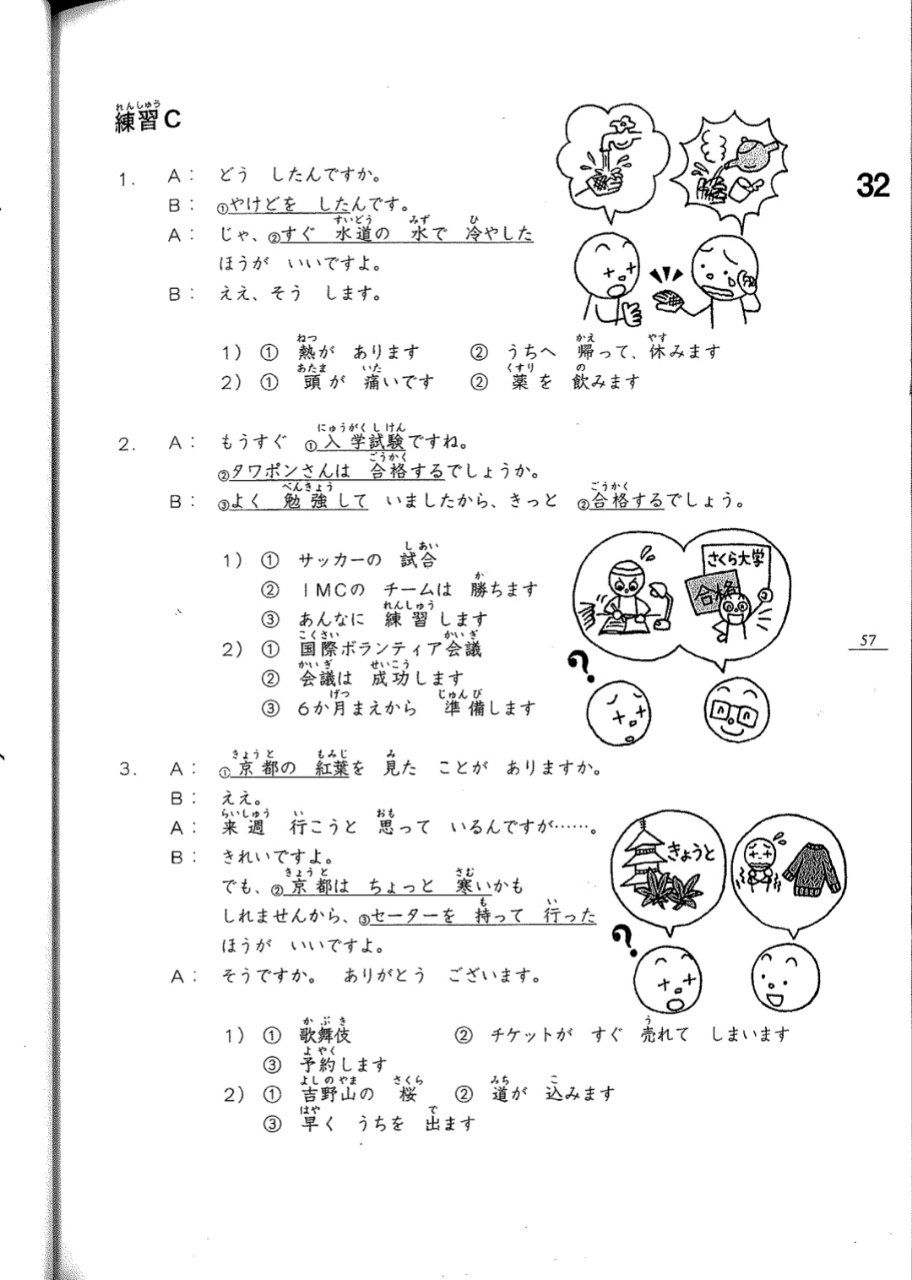 練習C
32
1. A： どう したんですか。
B： ①やけどを したんです。
A： じゃ、②すぐ 水道の 水で 冷やした
ほうが いいですよ。
B： ええ、そう します。
1） ① 熱が あります ② うちへ 帰って、休みます
2） ① 頭が 痛いです ② 薬を 飲みます
2. A： もうすぐ ①入学試験ですね。
②タワポンさんは 合格するでしょうか。
B： ③よく 勉強して いましたから、きっと ②合格するでしょう。
1） ① サッカーの 試合
② IMCの チームは 勝ちます
③ あんなに 練習します
2） ① 国際ボランティア会議
② 会議は 成功します
③ 6か月まえから 準備します
さくら大学
合格
?
57
3. A： ①京都の 紅葉を 見た ことが ありますか。
B： ええ。
A： 来週 行こうと 思って いるんですが……。
B： きれいですよ。
でも、②京都は ちょっと 寒いかも
しれませんから、③セーターを 持って 行った
ほうが いいですよ。
A： そうですか。 ありがとう ございます。
きょうと
?
1） ① 歌舞伎 ② チケットが すぐ 売れて しまいます
③ 予約します
2） ① 吉野山の 桜 ② 道が 込みます
③ 早く うちを 出ます